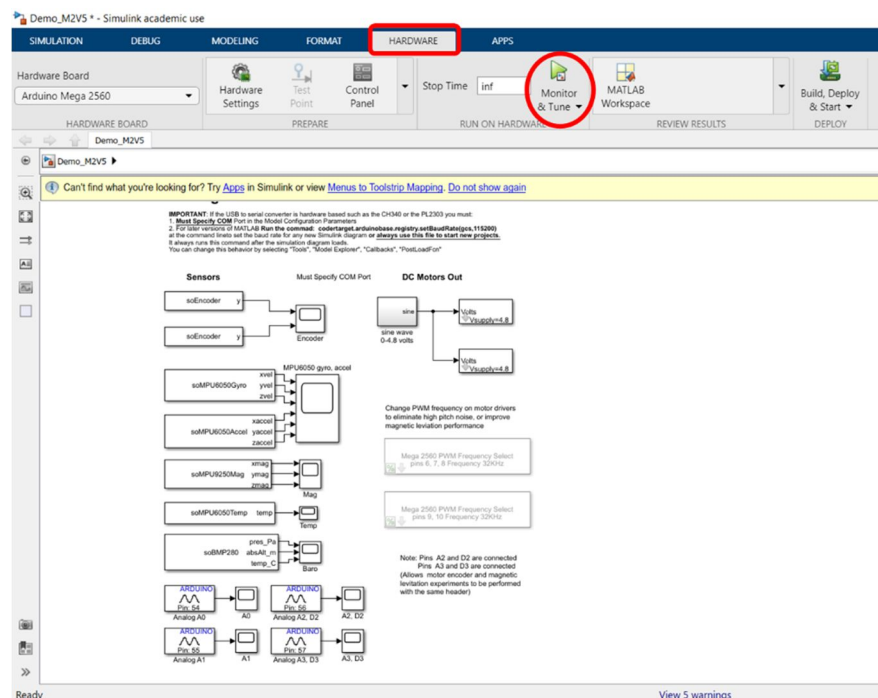 Demo_M2V5 * - Simulink academic use
SIMULATION DEBUG MODELING FORMAT HARDWARE APPS
Hardware Board
Arduino Mega 2560
Hardware Settings
Test Point
Control Panel
Stop Time inf
Monitor & Tune
MATLAB Workspace
Build, Deploy & Start
HARDWARE BOARD PREPARE RUN ON HARDWARE REVIEW RESULTS DEPLOY
Demo_M2V5
Demo_M2V5
Can't find what you're looking for? Try Apps in Simulink or view Menus to Toolstrip Mapping. Do not show again
IMPORTANT: If the USB to serial converter is hardware based such as the CH340 or the PL2303 you must:
1. Must Specify COM Port in the Model Configuration Parameters
2. For later versions of MATLAB Run the commad: codertarget.arduinobase.registry.setBaudRate(gcs,115200)
at the command lineto set the baud rate for any new Simulink diagram or always use this file to start new projects.
It always runs this command after the simulation diagram loads.
You can change this behavior by selecting "Tools", "Model Explorer", "Callbacks", "PostLoadFcn"
Sensors Must Specify COM Port DC Motors Out
soEncoder y
soEncoder y
Encoder
sine
sine wave
0-4.8 volts
Volts
Vsupply=4.8
Volts
Vsupply=4.8
MPU6050 gyro, accel
soMPU6050Gyro
xvel
yvel
zvel
soMPU6050Accel
xaccel
yaccel
zaccel
Change PWM frequency on motor drivers
to eliminate high pitch noise, or improve
magnetic leviation performance
Mega 2560 PWM Frequency Select
pins 6, 7, 8 Frequency 32KHz
soMPU9250Mag
xmag
ymag
zmag
Mag
soMPU6050Temp temp
Temp
Mega 2560 PWM Frequency Select
pins 9, 10 Frequency 32KHz
soBMP280
pres_Pa
absAlt_m
temp_C
Baro
Note: Pins A2 and D2 are connected
Pins A3 and D3 are connected
(Allows motor encoder and magnetic
levitation experiments to be performed
with the same header)
ARDUINO
Pin: 54
Analog A0
A0
ARDUINO
Pin: 56
Analog A2, D2
A2, D2
ARDUINO
Pin: 55
Analog A1
A1
ARDUINO
Pin: 57
Analog A3, D3
A3, D3
Ready View 5 warnings